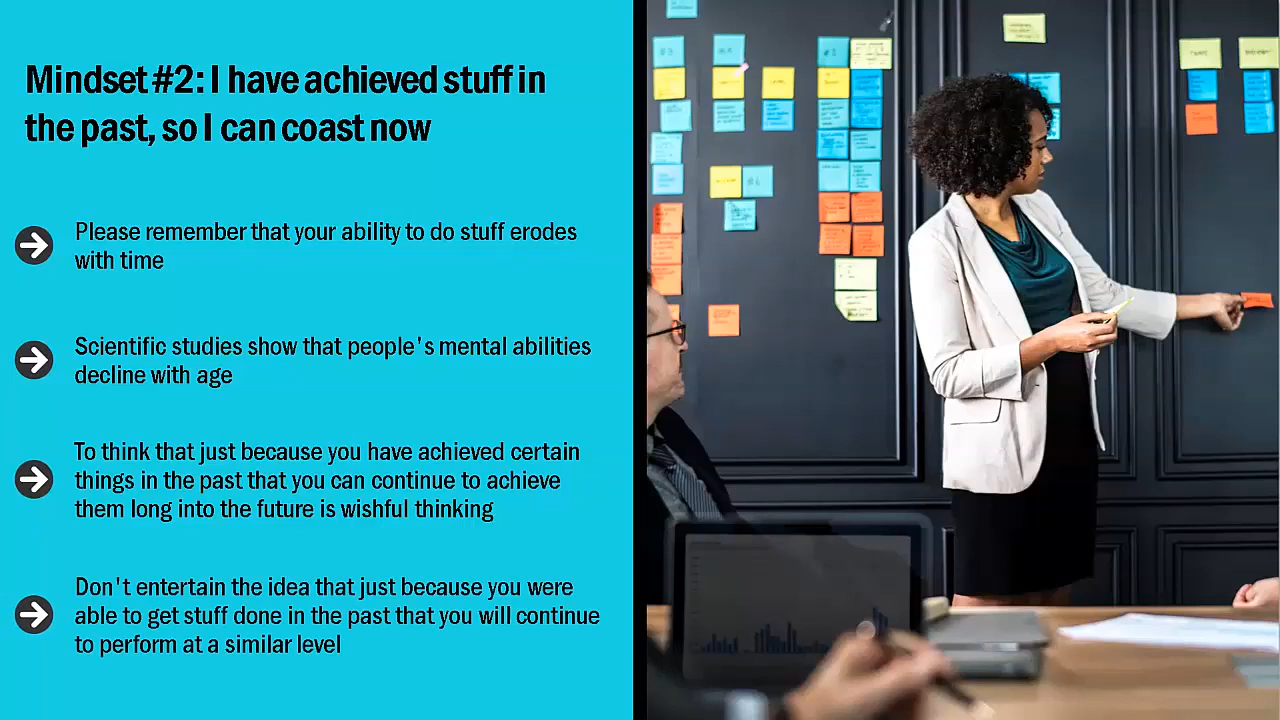 Mindset #2: I have achieved stuff in
the past, so I can coast now
Please remember that your ability to do stuff erodes
with time
Scientific studies show that people's mental abilities
decline with age
To think that just because you have achieved certain
things in the past that you can continue to achieve
them long into the future is wishful thinking
Don't entertain the idea that just because you were
able to get stuff done in the past that you will continue
to perform at a similar level